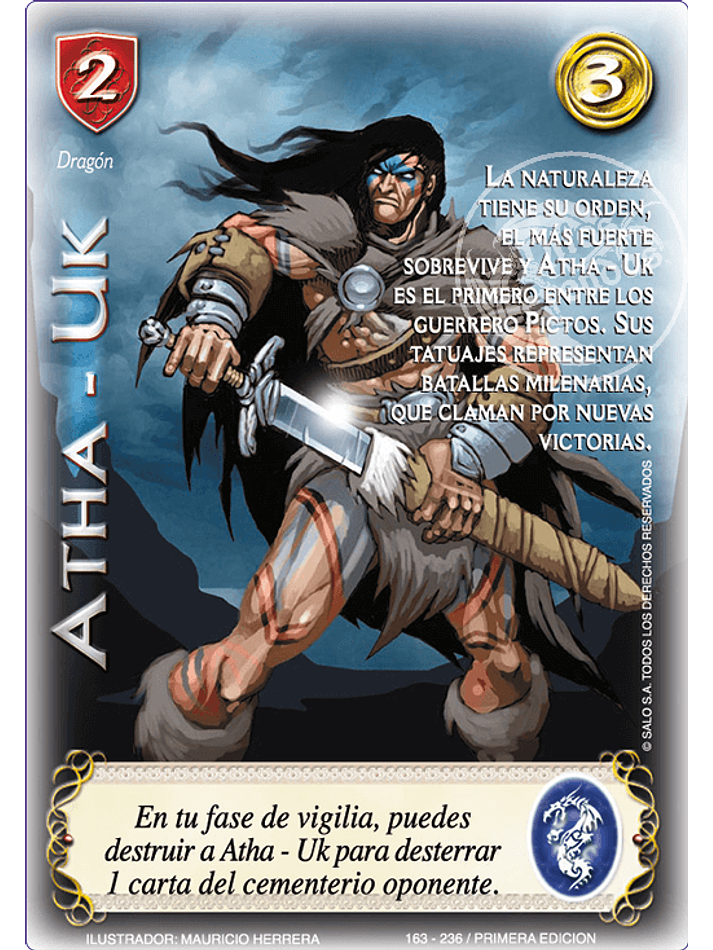 2
3
Dragón
ATHA - UK
LA NATURALEZA
TIENE SU ORDEN,
EL MÁS FUERTE
SOBREVIVE Y ATHA - UK
ES EL PRIMERO ENTRE LOS
GUERRERO PICTOS. SUS
TATUAJES REPRESENTAN
BATALLAS MILENARIAS,
QUE CLAMAN POR NUEVAS
VICTORIAS.
© SALO S.A. TODOS LOS DERECHOS RESERVADOS
En tu fase de vigilia, puedes
destruir a Atha - Uk para desterrar
1 carta del cementerio oponente.
ILUSTRADOR: MAURICIO HERRERA
163 - 236 / PRIMERA EDICION